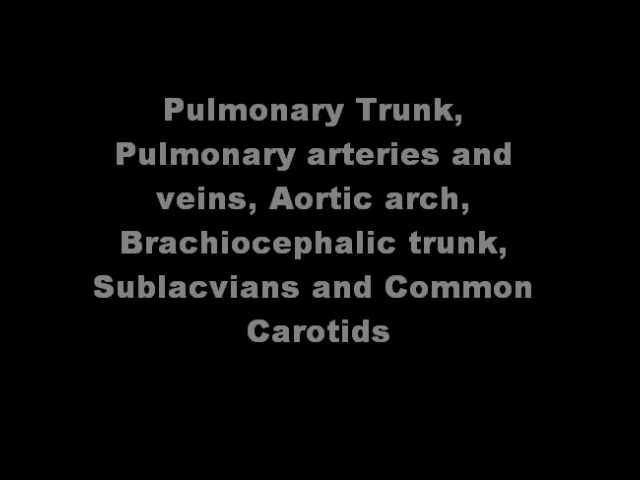 Pulmonary Trunk,
Pulmonary arteries and
veins, Aortic arch,
Brachiocephalic trunk,
Sublacvians and Common
Carotids